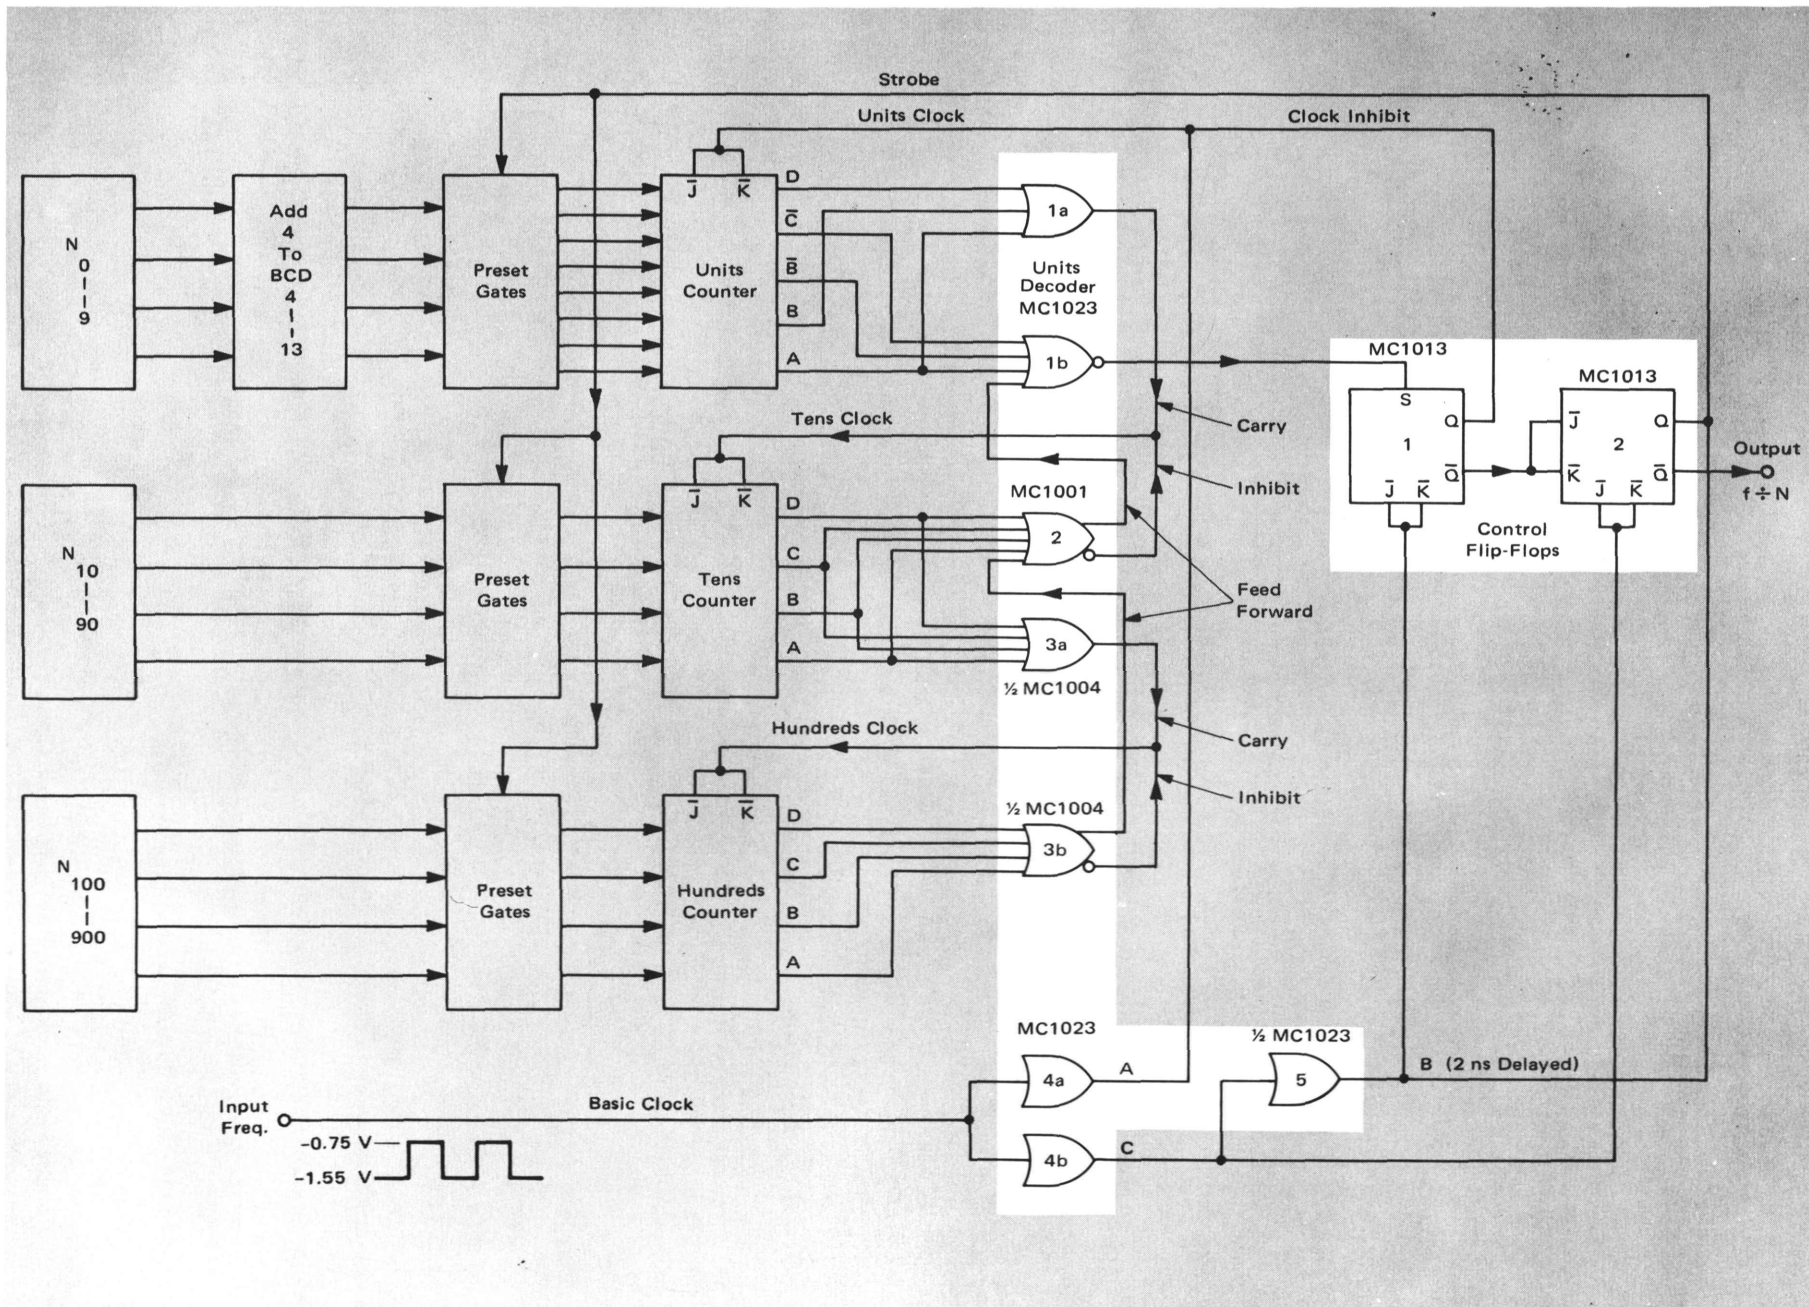 Strobe
Units Clock
Clock Inhibit
N
0
9
Add
4
To
BCD
4
13
Preset
Gates
J̅ K̅
Units
Counter
D
C̅
B̅
B
A
1a
Units
Decoder
MC1023
1b
Carry
Inhibit
MC1013
S
Q
1
Q̅
J̅ K̅
MC1013
J̅
Q
2
K̅
Q̅
J̅ K̅
Control
Flip-Flops
Output
f÷N
Tens Clock
N
10
90
Preset
Gates
J̅ K̅
Tens
Counter
D
C
B
A
MC1001
2
3a
½ MC1004
Feed
Forward
Carry
Inhibit
Hundreds Clock
N
100
900
Preset
Gates
J̅ K̅
Hundreds
Counter
D
C
B
A
½ MC1004
3b
MC1023
4a
A
½ MC1023
5
B (2 ns Delayed)
Input
Freq.
Basic Clock
-0.75 V
-1.55 V
4b
C